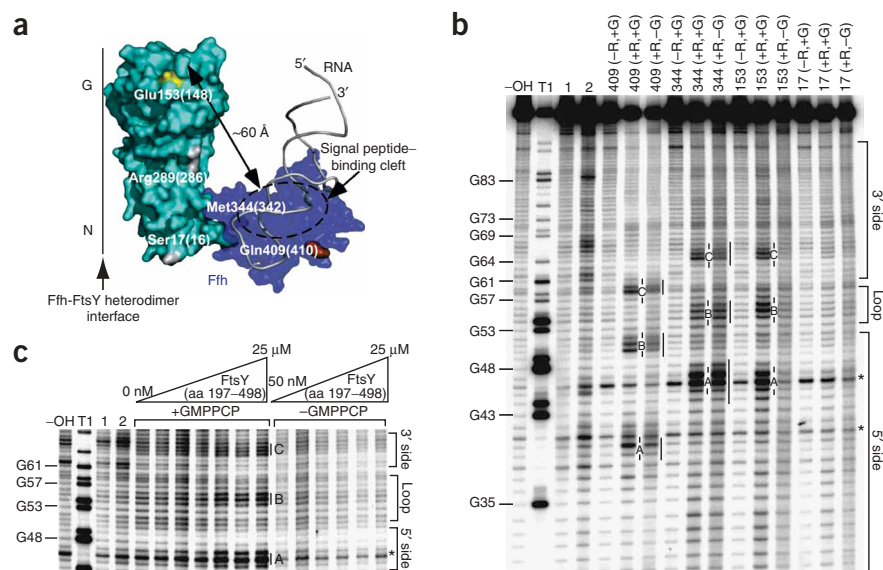 a
G
N
Glu153(148)
Arg289(286)
Ser17(16)
~60 Å
RNA
5′
3′
Signal peptide–
binding cleft
Met344(342)
Gln409(410)
Ffh
Ffh-FtsY heterodimer
interface
b
–OH
T1
1
2
409 (–R,+G)
409 (+R,+G)
409 (+R,–G)
344 (–R,+G)
344 (+R,+G)
344 (+R,–G)
153 (–R,+G)
153 (+R,+G)
153 (+R,–G)
17 (–R,+G)
17 (+R,+G)
17 (+R,–G)
G83
G73
G69
G64
G61
G57
G53
G48
G43
G35
C
C
C
B
B
B
A
A
A
3′ side
Loop
5′ side
*
*
c
25 μM
25 μM
0 nM
FtsY
(aa 197–498)
50 nM
FtsY
(aa 197–498)
–OH T1 1 2
+GMPPCP
–GMPPCP
G61
G57
G53
G48
C
B
A
3′ side
Loop
5′ side
*